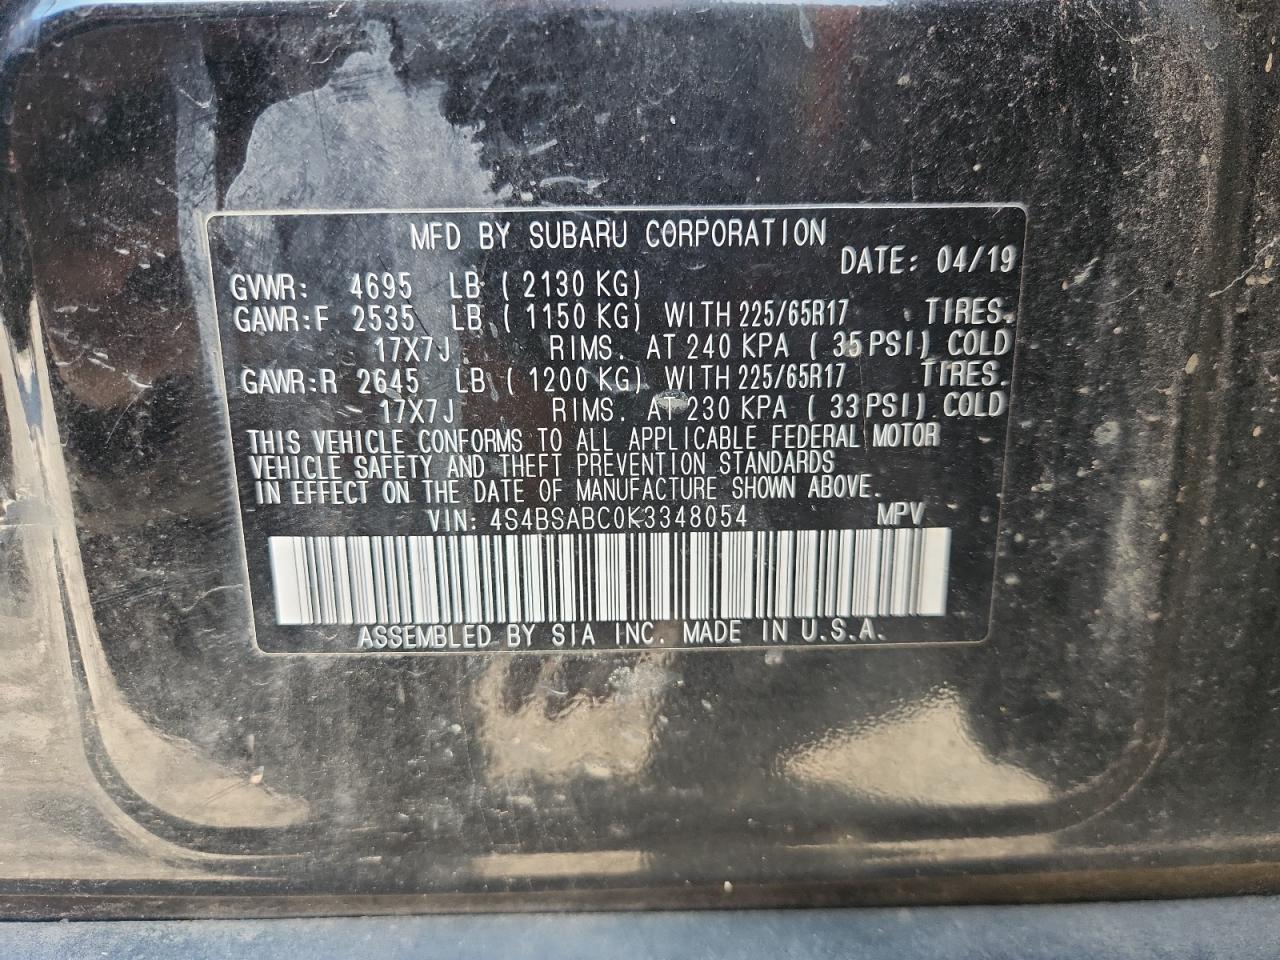 MFD BY SUBARU CORPORATION
DATE: 04/19
GVWR: 4695 LB ( 2130 KG)
GAWR:F 2535 LB ( 1150 KG) WITH 225/65R17 TIRES.
17X7J RIMS. AT 240 KPA ( 35 PSI) COLD
GAWR:R 2645 LB ( 1200 KG) WITH 225/65R17 TIRES.
17X7J RIMS. AT 230 KPA ( 33 PSI) COLD
THIS VEHICLE CONFORMS TO ALL APPLICABLE FEDERAL MOTOR
VEHICLE SAFETY AND THEFT PREVENTION STANDARDS
IN EFFECT ON THE DATE OF MANUFACTURE SHOWN ABOVE.
VIN: 4S4BSABC0K3348054 MPV
ASSEMBLED BY SIA INC. MADE IN U.S.A.